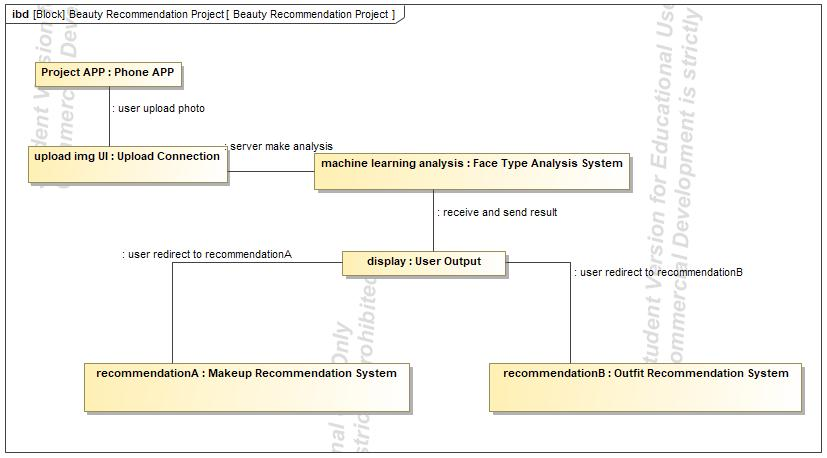 ibd [Block] Beauty Recommendation Project [ Beauty Recommendation Project ]
Project APP : Phone APP
: user upload photo
upload img UI : Upload Connection
: server make analysis
machine learning analysis : Face Type Analysis System
: receive and send result
: user redirect to recommendationA
display : User Output
: user redirect to recommendationB
recommendationA : Makeup Recommendation System
recommendationB : Outfit Recommendation System
Version for Educational Use
Development is strictly
Only